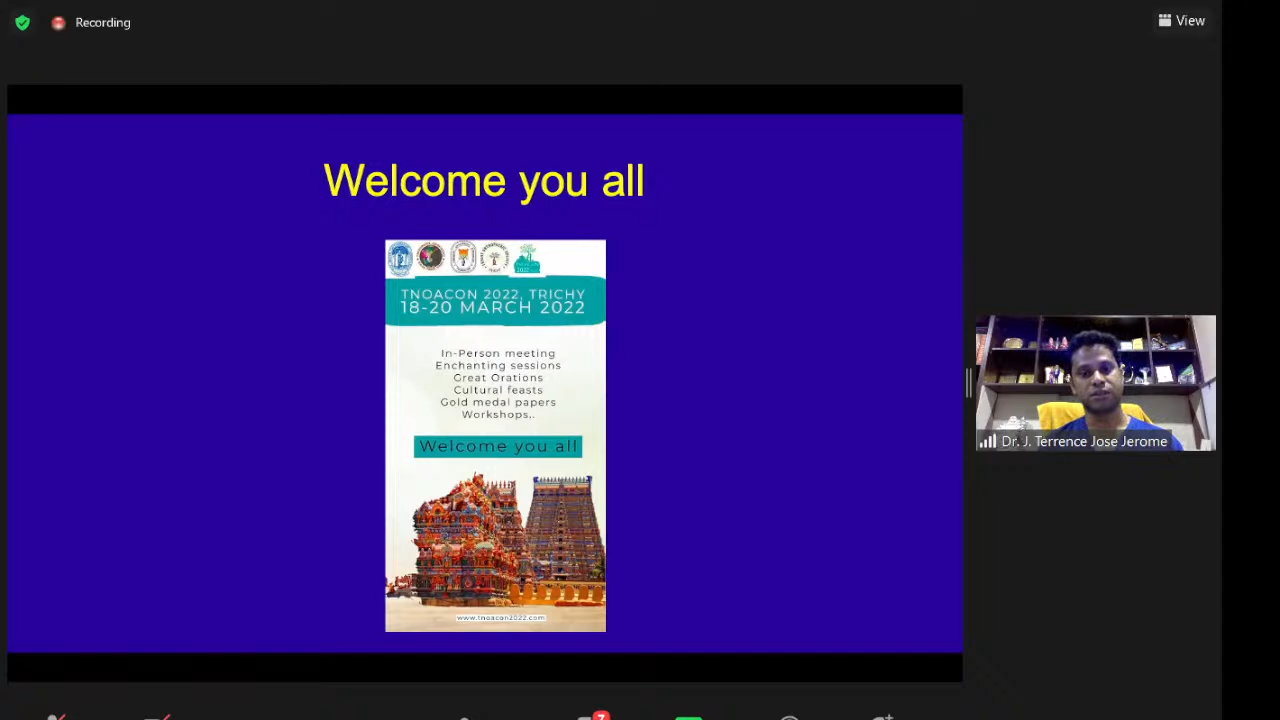 Recording
View
Welcome you all
TNOACON 2022, TRICHY
18-20 MARCH 2022
In-Person meeting
Enchanting sessions
Great Orations
Cultural feasts
Gold medal papers
Workshops..
Welcome you all
www.tnoacon2022.com
Dr. J. Terrence Jose Jerome
7